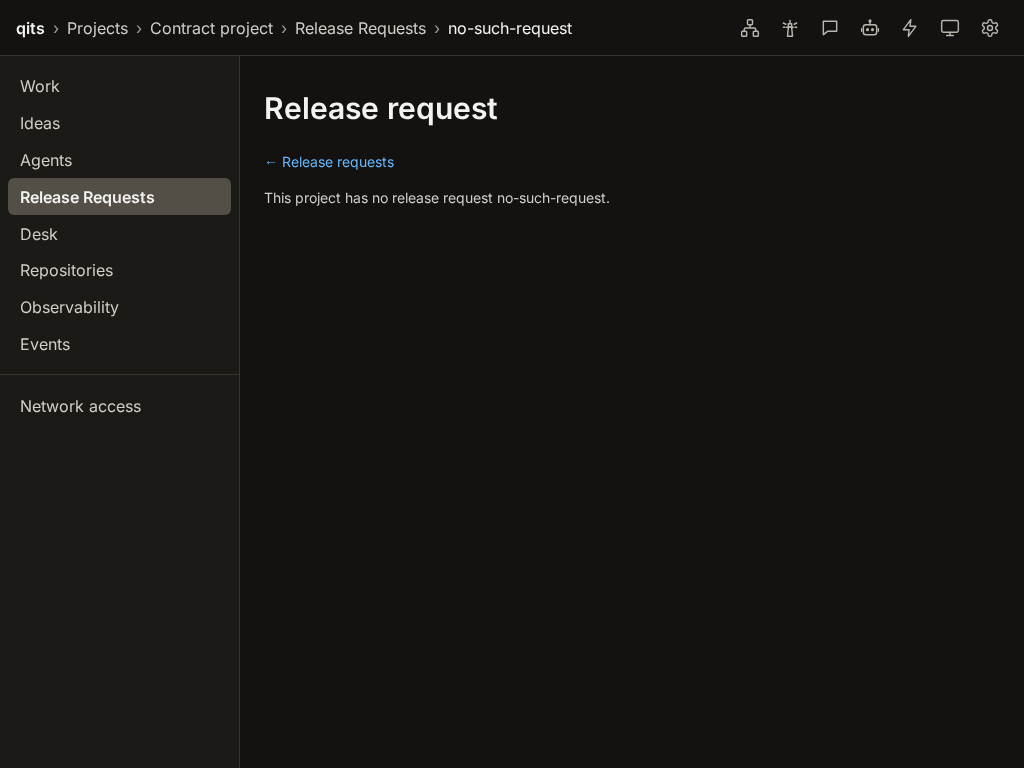 qits › Projects › Contract project › Release Requests › no-such-request
Work
Ideas
Agents
Release Requests
Desk
Repositories
Observability
Events
Network access
Release request
← Release requests
This project has no release request no-such-request.